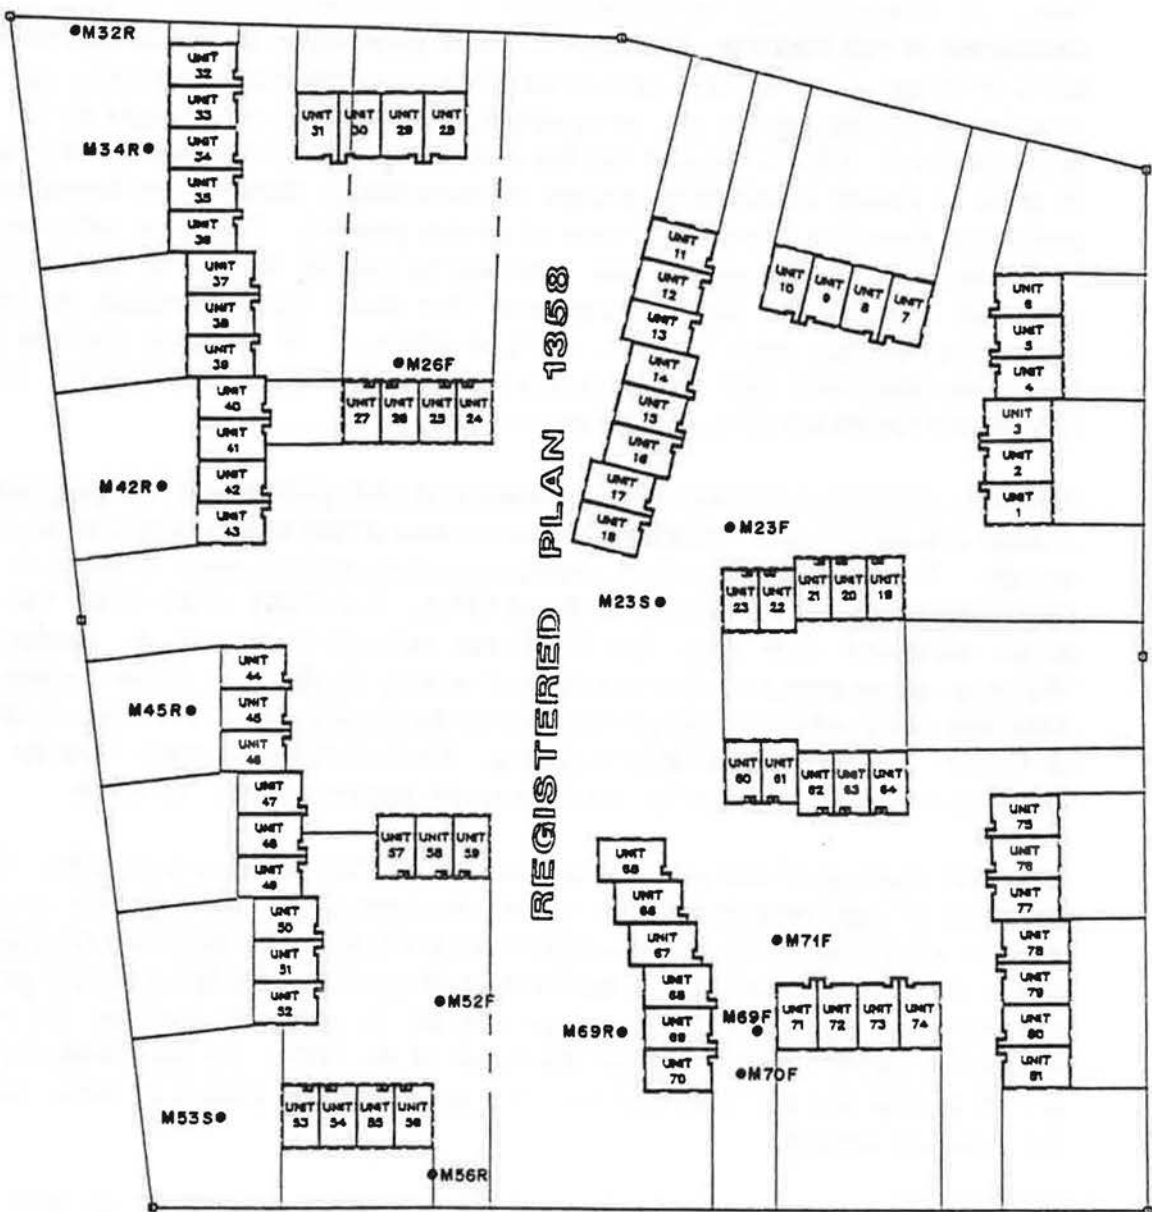 M32R
UNIT
32
UNIT
33
M34R
UNIT
34
UNIT
35
UNIT
36
UNIT
31
UNIT
30
UNIT
29
UNIT
28
UNIT
37
UNIT
38
UNIT
39
UNIT
40
UNIT
41
M42R
UNIT
42
UNIT
43
M26F
UNIT
27
UNIT
26
UNIT
25
UNIT
24
REGISTERED PLAN 1358
UNIT
11
UNIT
12
UNIT
13
UNIT
14
UNIT
15
UNIT
16
UNIT
17
UNIT
18
UNIT
10
UNIT
9
UNIT
8
UNIT
7
UNIT
6
UNIT
5
UNIT
4
UNIT
3
UNIT
2
UNIT
1
M23F
M23S
UNIT
23
UNIT
22
UNIT
21
UNIT
20
UNIT
19
UNIT
44
M45R
UNIT
45
UNIT
46
UNIT
47
UNIT
48
UNIT
49
UNIT
50
UNIT
51
UNIT
52
UNIT
57
UNIT
58
UNIT
59
M52F
UNIT
60
UNIT
61
UNIT
62
UNIT
63
UNIT
64
UNIT
65
UNIT
66
UNIT
67
UNIT
68
M69R
UNIT
69
UNIT
70
M71F
M69F
M70F
UNIT
71
UNIT
72
UNIT
73
UNIT
74
UNIT
75
UNIT
76
UNIT
77
UNIT
78
UNIT
79
UNIT
80
UNIT
81
M53S
UNIT
53
UNIT
54
UNIT
55
UNIT
56
M56R